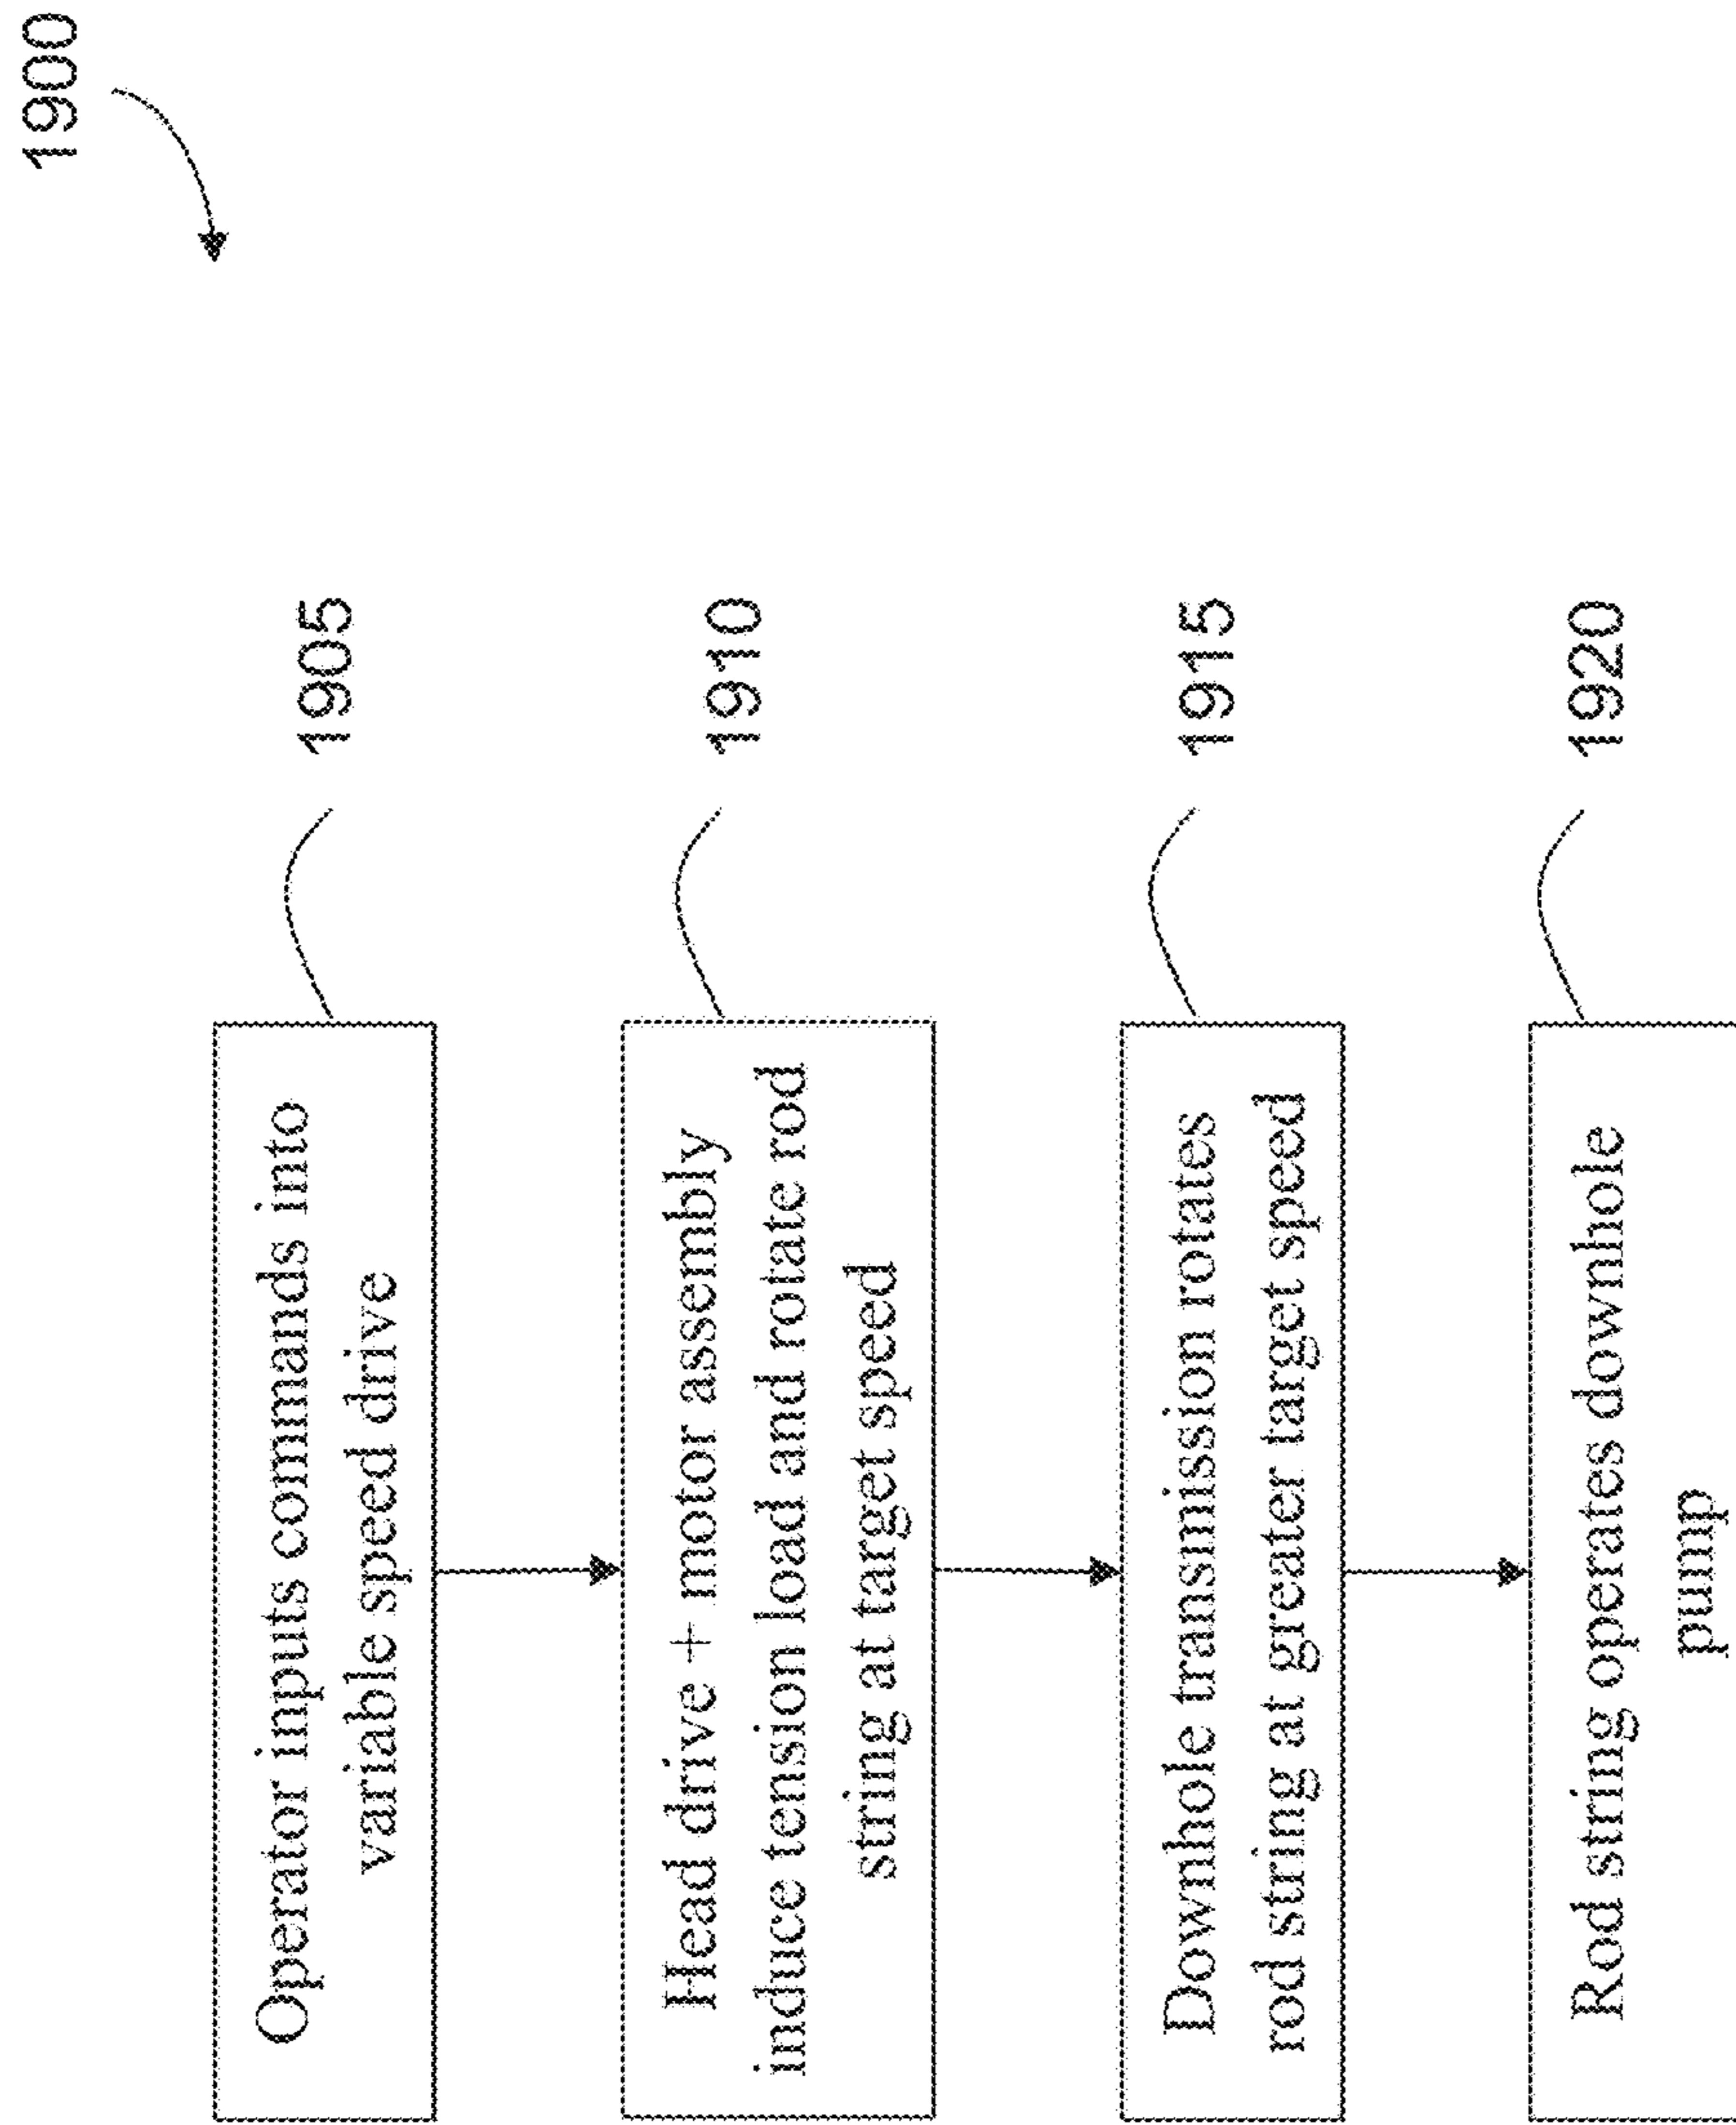 1900
Operator inputs commands into
variable speed drive
1905
Head drive + motor assembly
induce tension load and rotate rod
string at target speed
1910
Downhole transmission rotates
rod string at greater target speed
1915
Rod string operates downhole
pump
1920